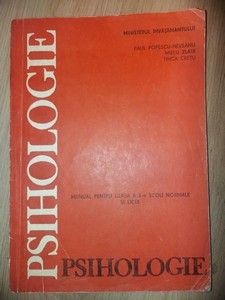 PSIHOLOGIE
MINISTERUL ÎNVĂŢĂMÂNTULUI
PAUL POPESCU-NEVEANU
MIELU ZLATE
TINCA CREŢU
MANUAL PENTRU CLASA A X-a ŞCOLI NORMALE
ŞI LICEE
PSIHOLOGIE